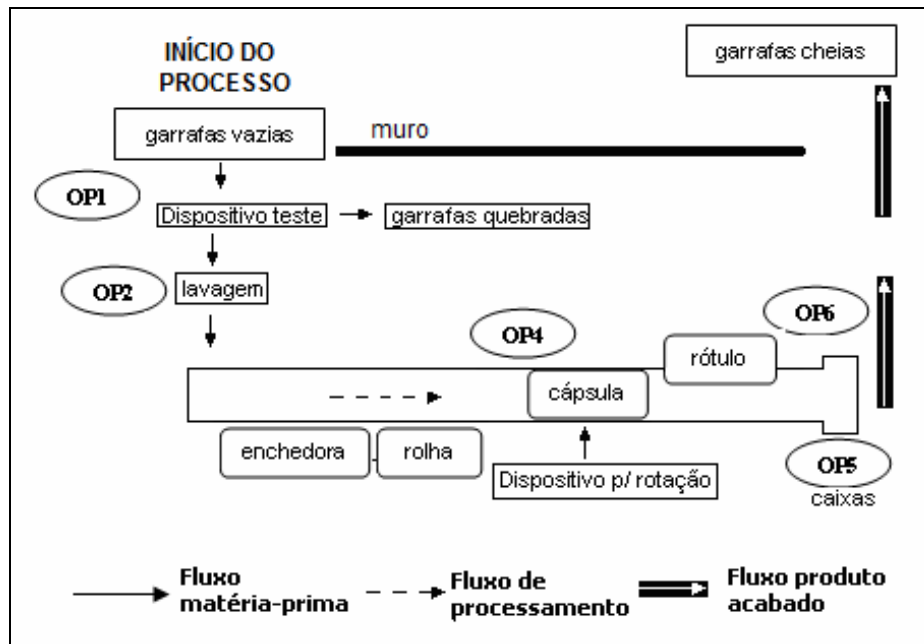 INÍCIO DO
PROCESSO
garrafas cheias
garrafas vazias
muro
OP1
Dispositivo teste
garrafas quebradas
OP2
lavagem
OP4
OP6
rótulo
cápsula
enchedora
rolha
Dispositivo p/ rotação
OP5
caixas
Fluxo
matéria-prima
Fluxo de
processamento
Fluxo produto
acabado